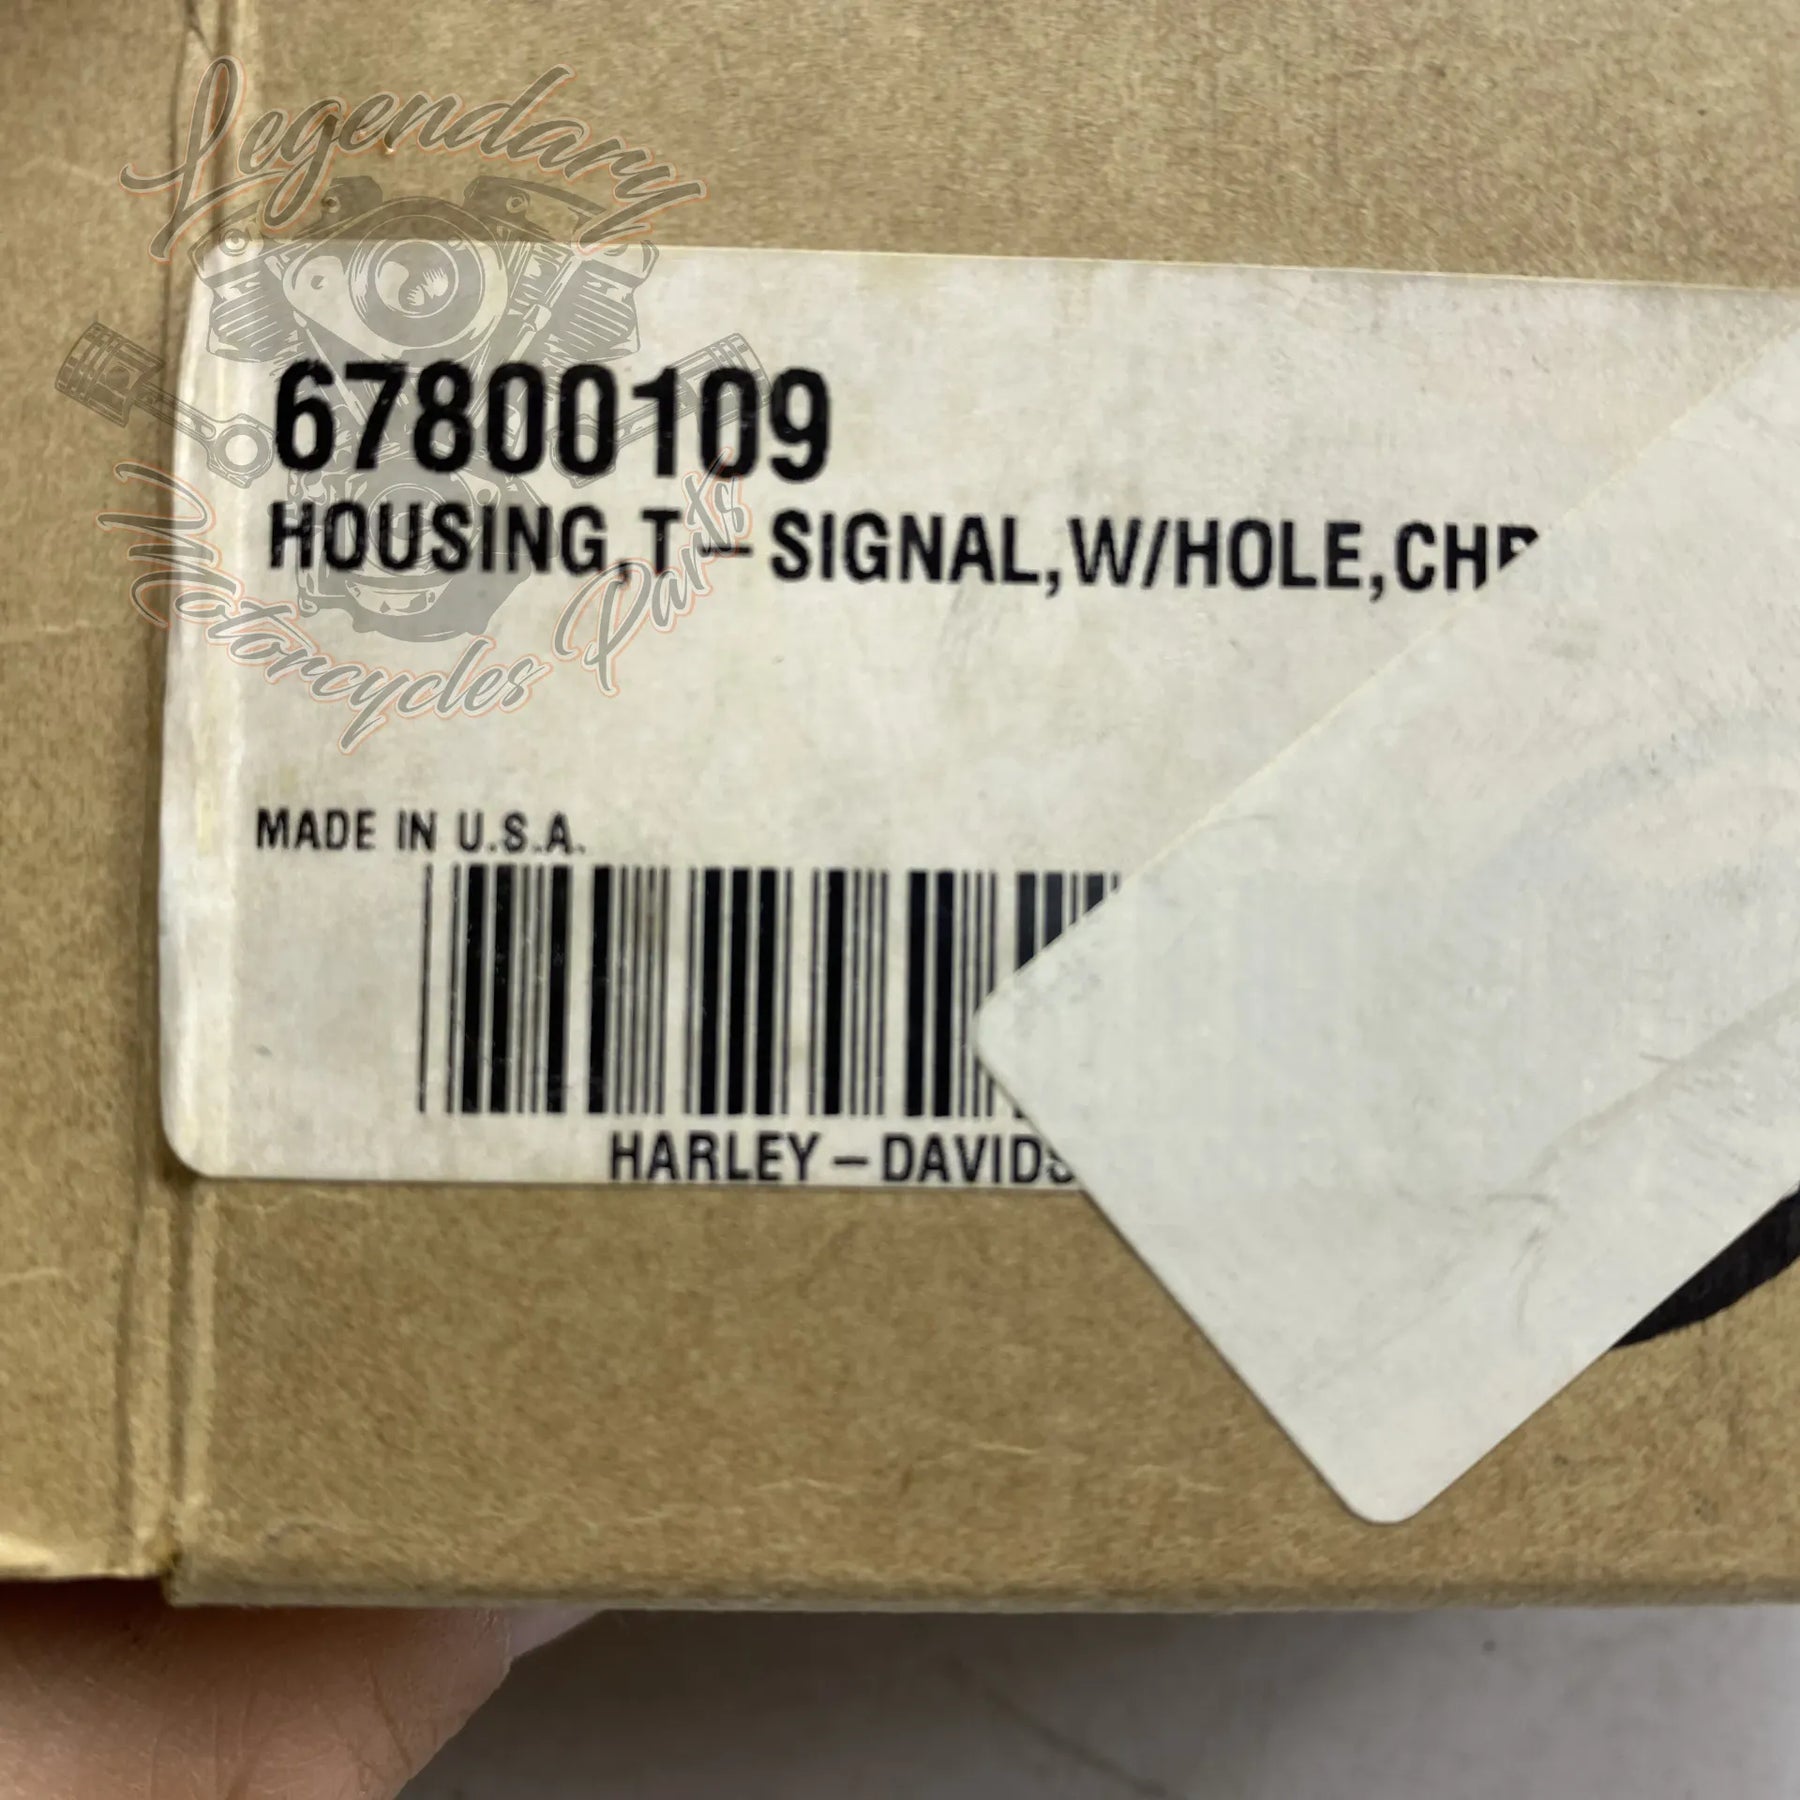 Legendary
67800109
HOUSING,T-SIGNAL,W/HOLE,CHR
Motorcycles Parts
MADE IN U.S.A.
HARLEY-DAVIDS